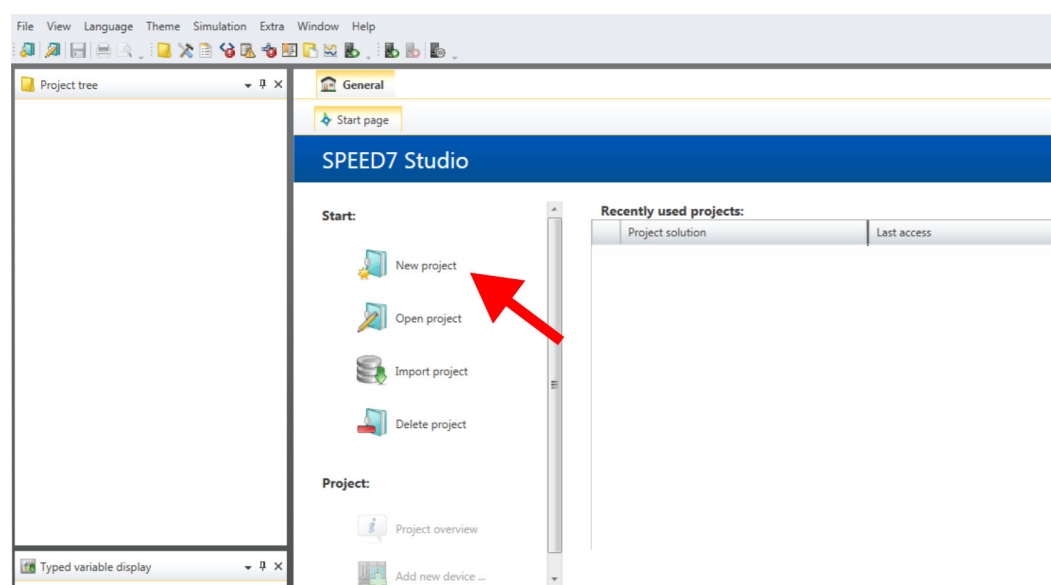 File View Language Theme Simulation Extra Window Help
Project tree
General
Start page
SPEED7 Studio
Start:
Recently used projects:
Project solution Last access
New project
Open project
Import project
Delete project
Project:
Project overview
Add new device ...
Typed variable display